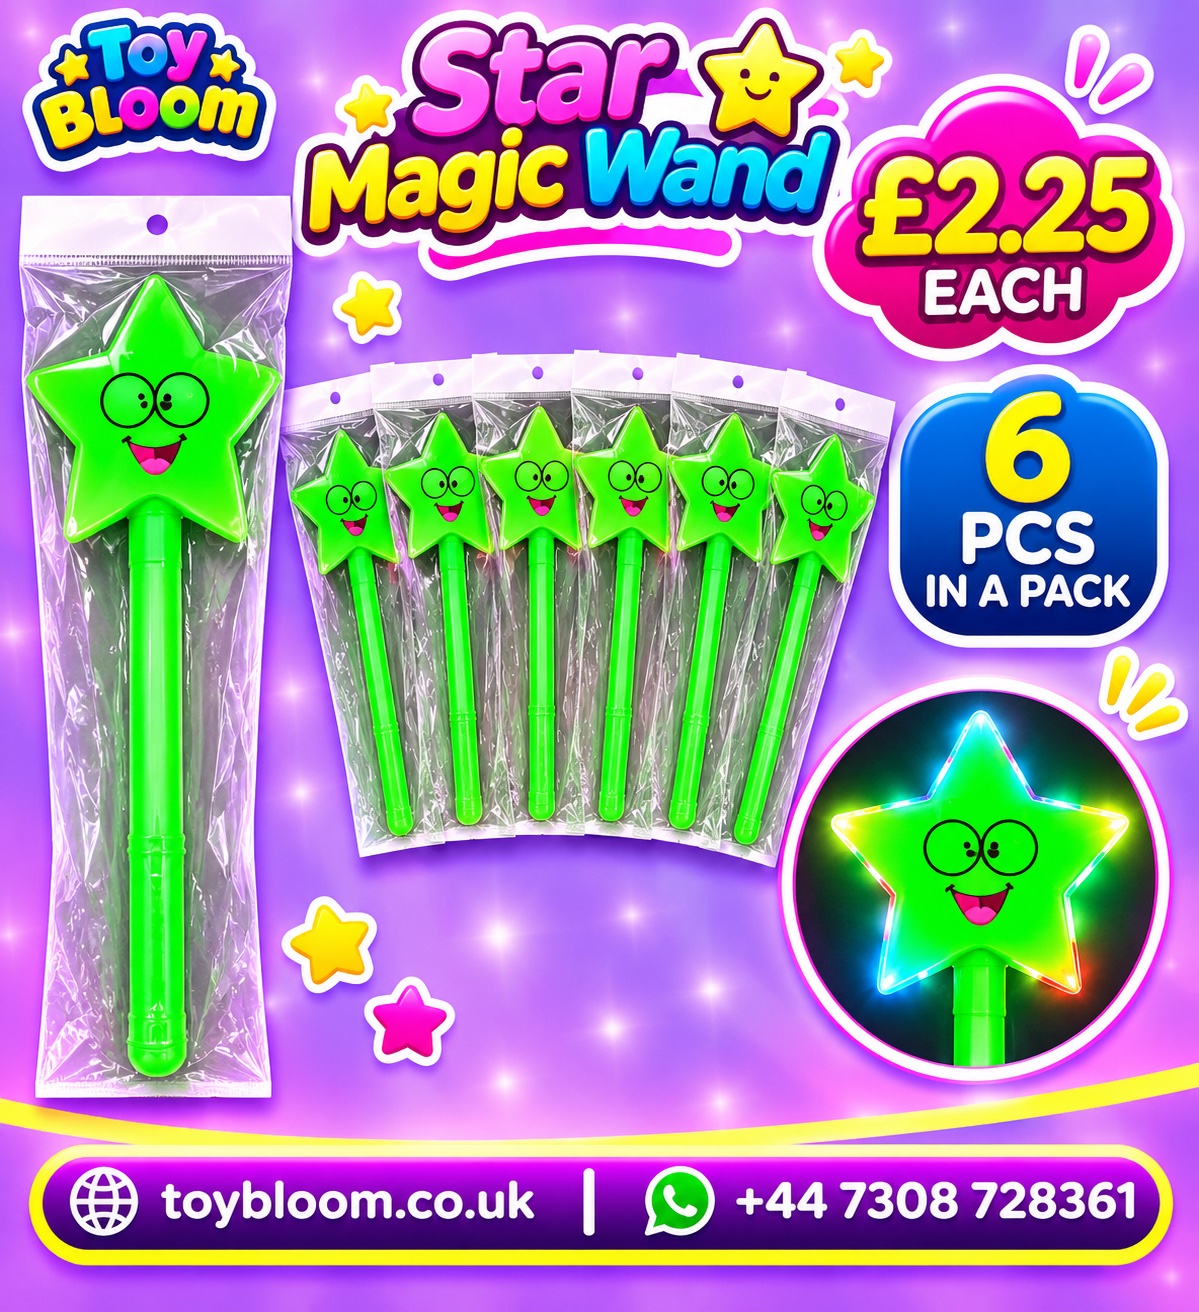 Toy
BLOOM
Star
Magic Wand
£2.25
EACH
6
PCS
IN A PACK
toybloom.co.uk | +44 7308 728361